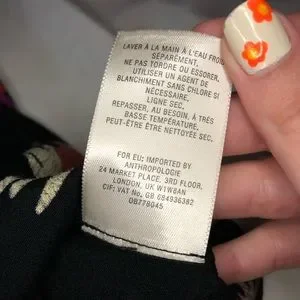 LAVER À LA MAIN À L'EAU FROIDE
SÉPARÉMENT.
NE PAS TORDRE OU ESSORER.
UTILISER UN AGENT DE
BLANCHIMENT SANS CHLORE SI
NÉCESSAIRE.
LIGNE SEC.
REPASSER, AU BESOIN, À TRÈS
BASSE TEMPÉRATURE.
PEUT-ÊTRE ÊTRE NETTOYÉE SEC.
FOR EU: IMPORTED BY
ANTHROPOLOGIE
24 MARKET PLACE, 3RD FLOOR,
LONDON, UK W1W8AN
CIF: VAT No. GB 684936382
OB778045